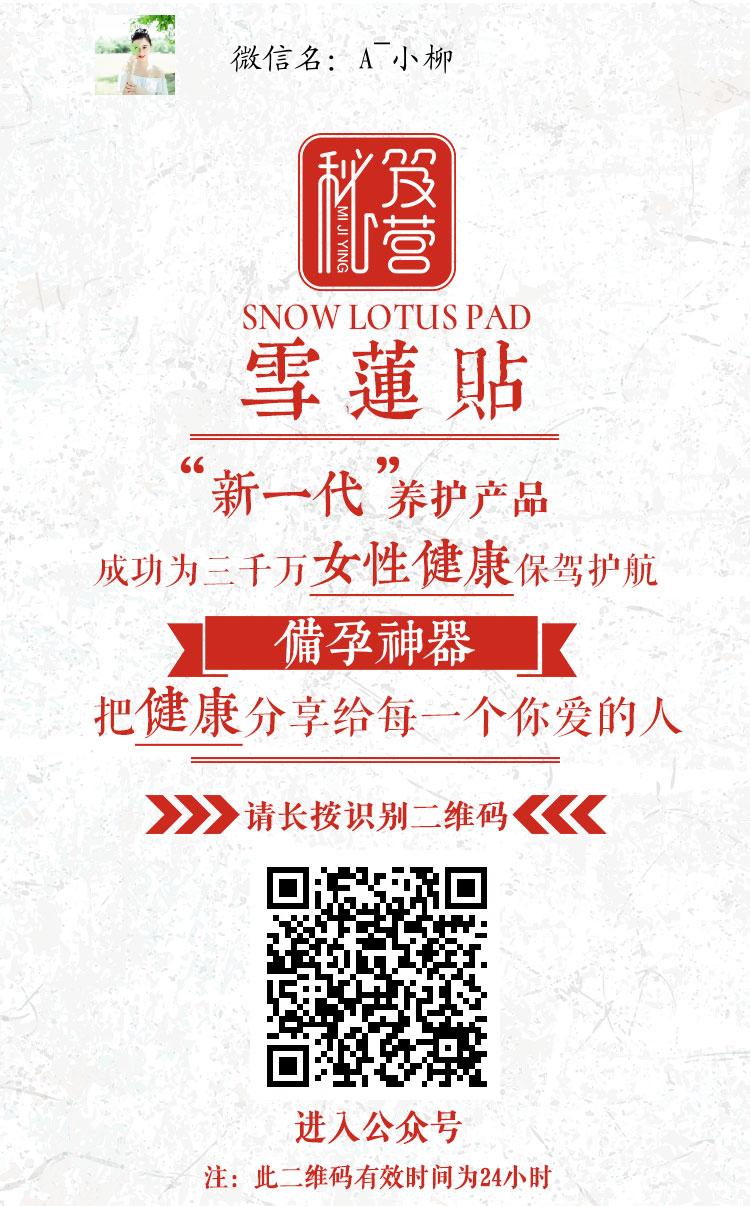 微信名：A￣小柳
秘笈营
MI JI YING
SNOW LOTUS PAD
雪蓮貼
“新一代”养护产品
成功为三千万女性健康保驾护航
備孕神器
把健康分享给每一个你爱的人
请长按识别二维码
进入公众号
注：此二维码有效时间为24小时